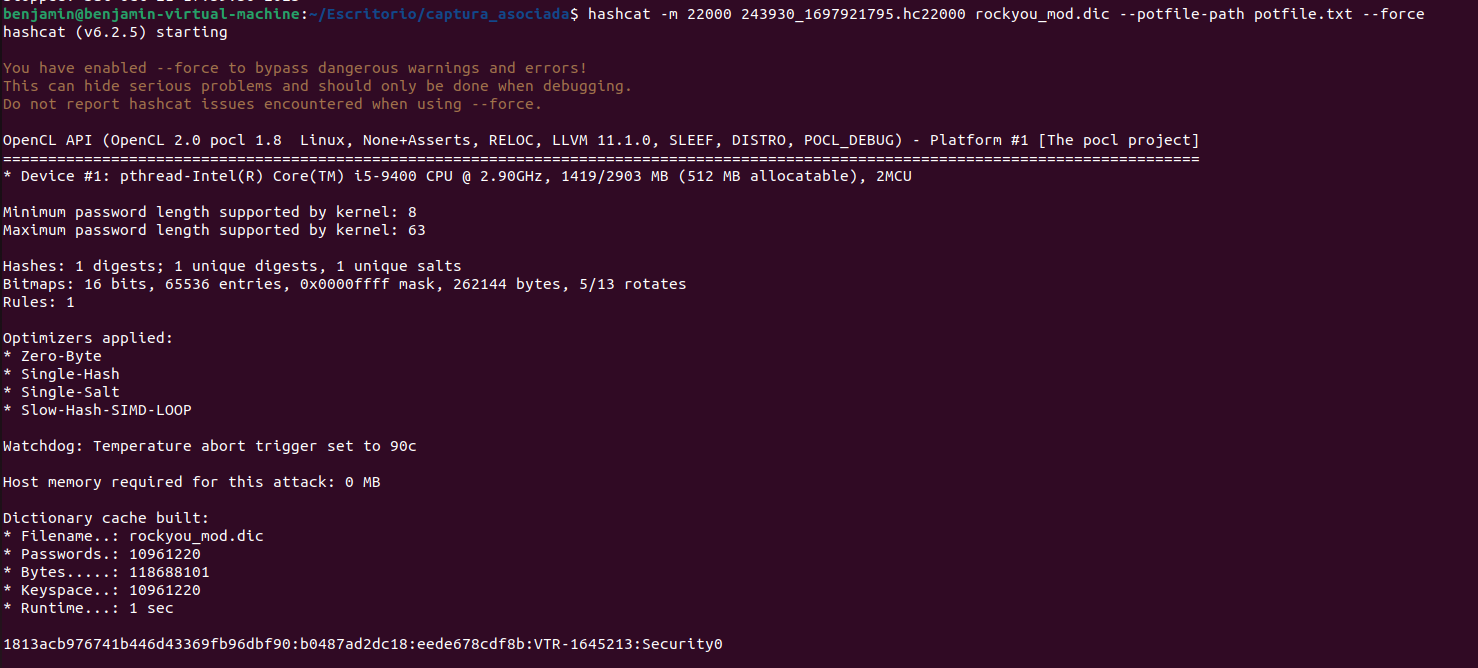 benjamin@benjamin-virtual-machine:~/Escritorio/captura_asociada$ hashcat -m 22000 243930_1697921795.hc22000 rockyou_mod.dic --potfile-path potfile.txt --force
hashcat (v6.2.5) starting
You have enabled --force to bypass dangerous warnings and errors!
This can hide serious problems and should only be done when debugging.
Do not report hashcat issues encountered when using --force.
OpenCL API (OpenCL 2.0 pocl 1.8  Linux, None+Asserts, RELOC, LLVM 11.1.0, SLEEF, DISTRO, POCL_DEBUG) - Platform #1 [The pocl project]
=====================================================================================================================================
* Device #1: pthread-Intel(R) Core(TM) i5-9400 CPU @ 2.90GHz, 1419/2903 MB (512 MB allocatable), 2MCU
Minimum password length supported by kernel: 8
Maximum password length supported by kernel: 63
Hashes: 1 digests; 1 unique digests, 1 unique salts
Bitmaps: 16 bits, 65536 entries, 0x0000ffff mask, 262144 bytes, 5/13 rotates
Rules: 1
Optimizers applied:
* Zero-Byte
* Single-Hash
* Single-Salt
* Slow-Hash-SIMD-LOOP
Watchdog: Temperature abort trigger set to 90c
Host memory required for this attack: 0 MB
Dictionary cache built:
* Filename..: rockyou_mod.dic
* Passwords.: 10961220
* Bytes.....: 118688101
* Keyspace..: 10961220
* Runtime...: 1 sec
1813acb976741b446d43369fb96dbf90:b0487ad2dc18:eede678cdf8b:VTR-1645213:Security0